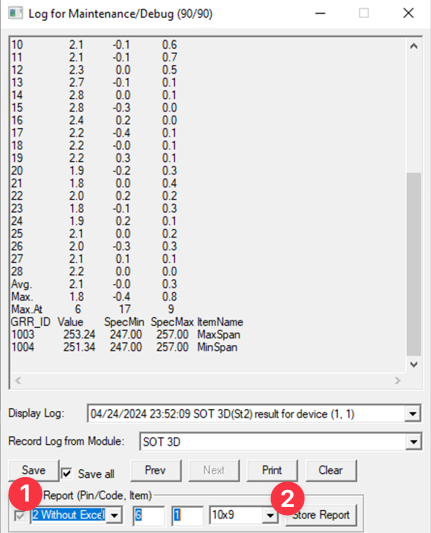 Log for Maintenance/Debug (90/90)
10 2.1 -0.1 0.6
11 2.1 -0.1 0.7
12 2.3 0.0 0.5
13 2.7 -0.1 0.1
14 2.8 0.0 0.1
15 2.8 -0.3 0.0
16 2.4 0.2 0.0
17 2.2 -0.4 0.1
18 2.2 -0.0 0.1
19 2.2 0.3 0.1
20 1.9 -0.2 0.3
21 1.8 0.0 0.4
22 2.0 0.2 0.2
23 1.8 -0.1 0.3
24 1.9 0.2 0.1
25 2.1 0.0 0.2
26 2.0 -0.3 0.3
27 2.1 0.1 0.1
28 2.2 0.0 0.0
Avg. 2.1 -0.0 0.3
Max. 1.8 -0.4 0.8
Max.At 6 17 9
GRR_ID Value SpecMin SpecMax ItemName
1003 253.24 247.00 257.00 MaxSpan
1004 251.34 247.00 257.00 MinSpan
Display Log: 04/24/2024 23:52:09 SOT 3D(St2) result for device (1, 1)
Record Log from Module: SOT 3D
Save Save all Prev Next Print Clear
1 Report (Pin/Code, Item) 2
2 Without Excel 6 1 10x9 Store Report